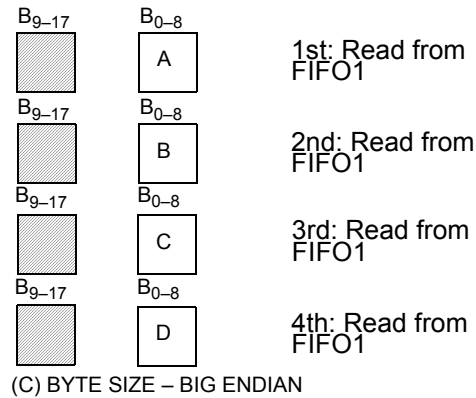 B9–17 B0–8
A 1st: Read from
FIFO1
B9–17 B0–8
B 2nd: Read from
FIFO1
B9–17 B0–8
C 3rd: Read from
FIFO1
B9–17 B0–8
D 4th: Read from
FIFO1
(C) BYTE SIZE – BIG ENDIAN